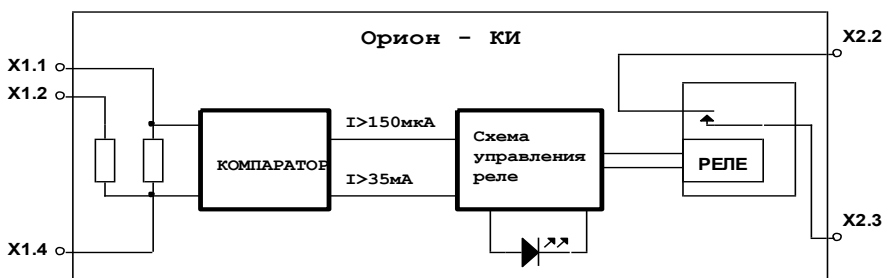 Орион - КИ
X1.1
X1.2
X2.2
I>150мкА
КОМПАРАТОР
I>35мА
Схема
управления
реле
РЕЛЕ
X1.4
X2.3